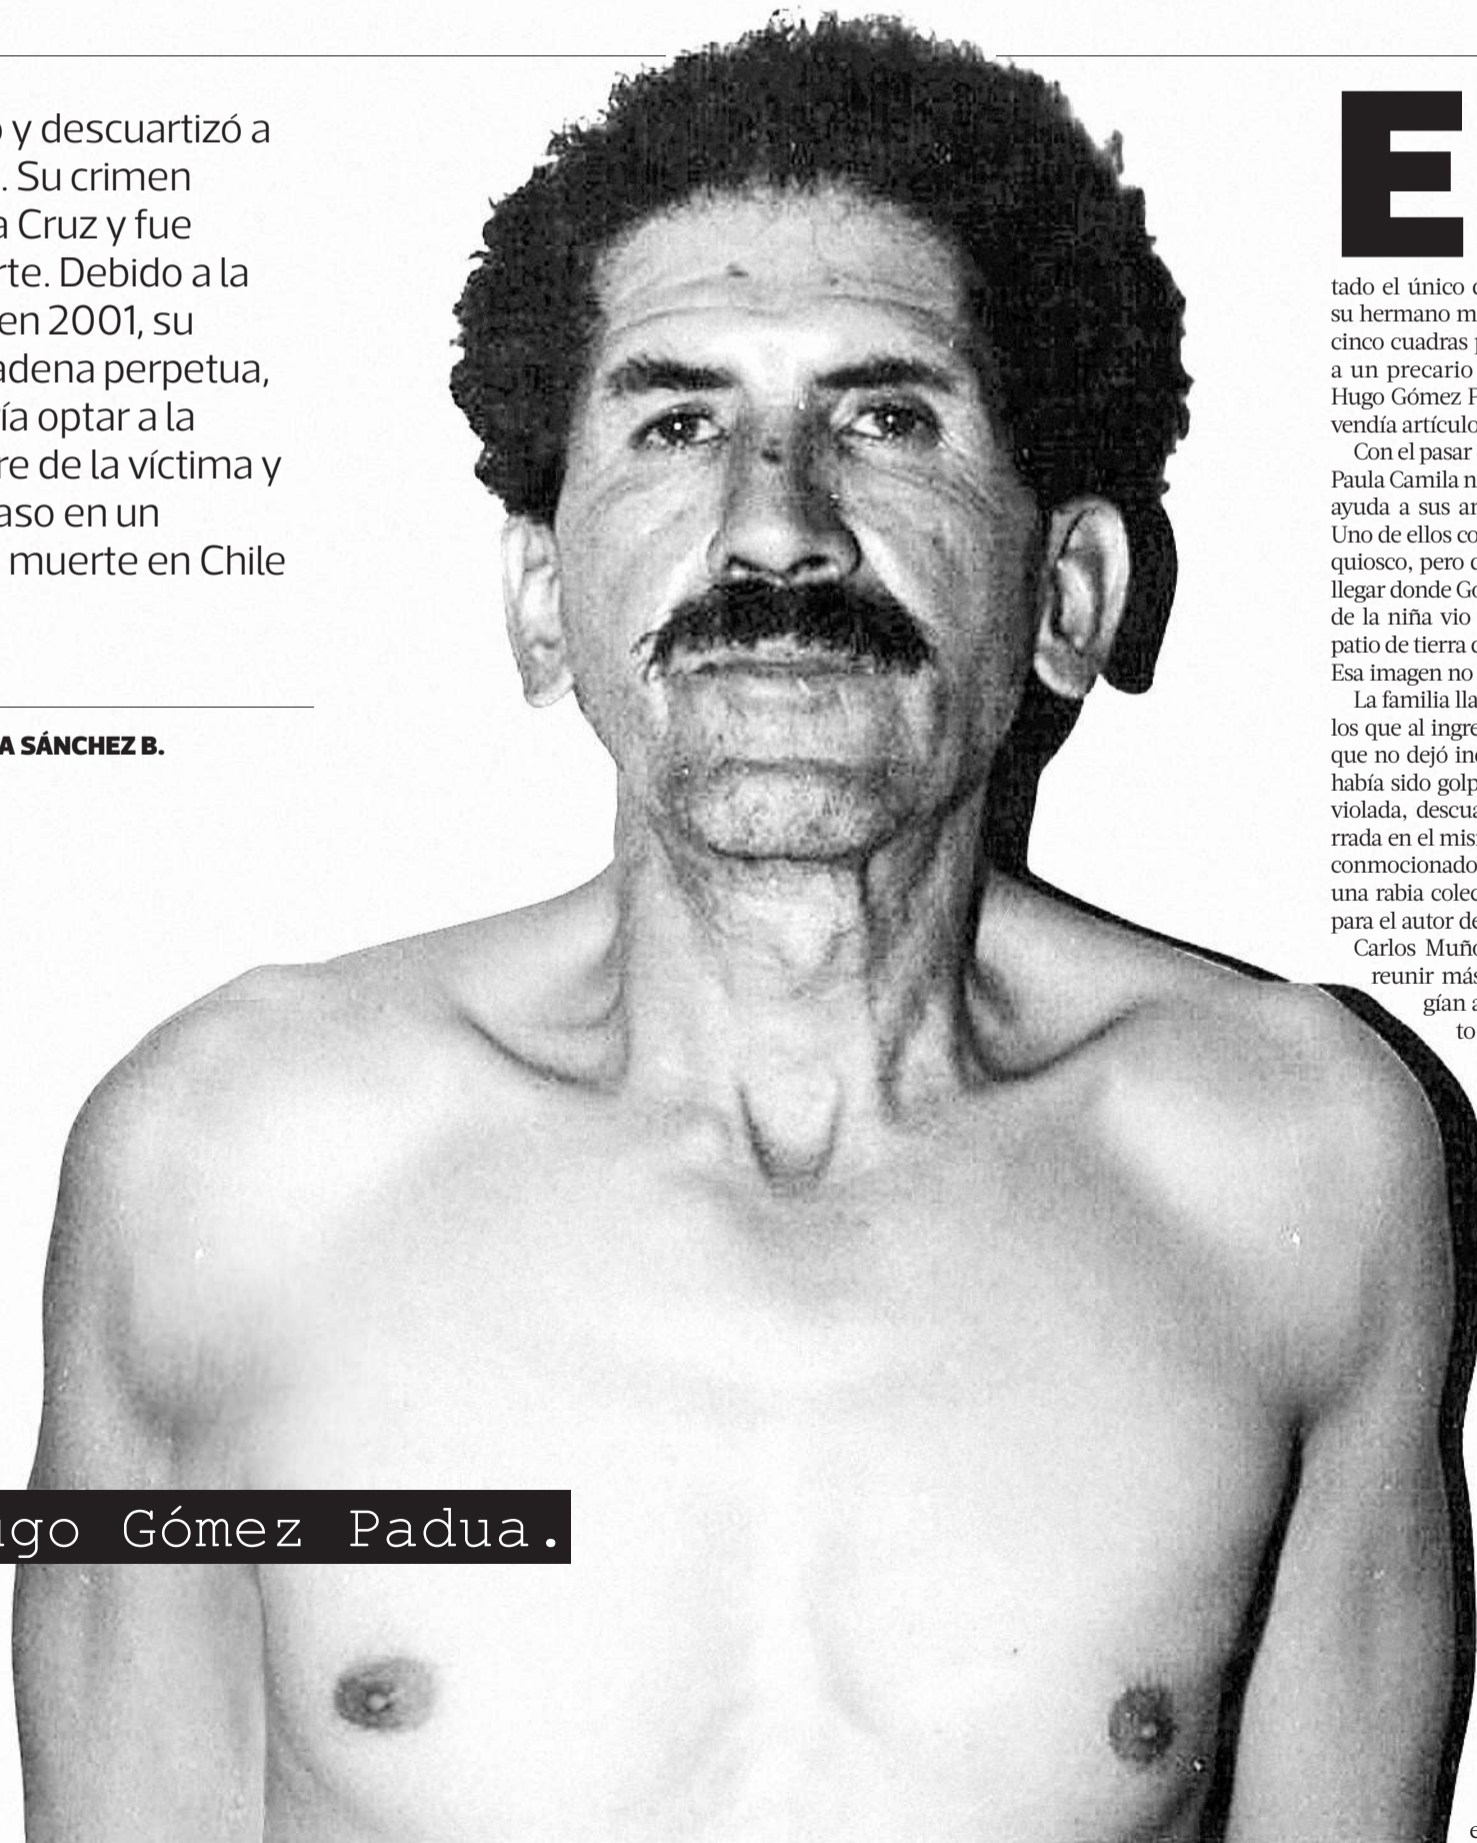 y descuartizó a
. Su crimen
a Cruz y fue
rte. Debido a la
en 2001, su
adena perpetua,
ía optar a la
re de la víctima y
aso en un
muerte en Chile
A SÁNCHEZ B.
E
tado el único
su hermano m
cinco cuadras
a un precario
Hugo Gómez P
vendía artículo
Con el pasar
Paula Camila n
ayuda a sus a
Uno de ellos co
quiosco, pero
llegar donde Go
de la niña vio
patio de tierra
Esa imagen no
La familia lla
los que al ingre
que no dejó in
había sido golp
violada, descua
rrada en el mis
conmocionado
una rabia colec
para el autor de
Carlos Muño
reunir más
gían a
to
ugo Gómez Padua.
e